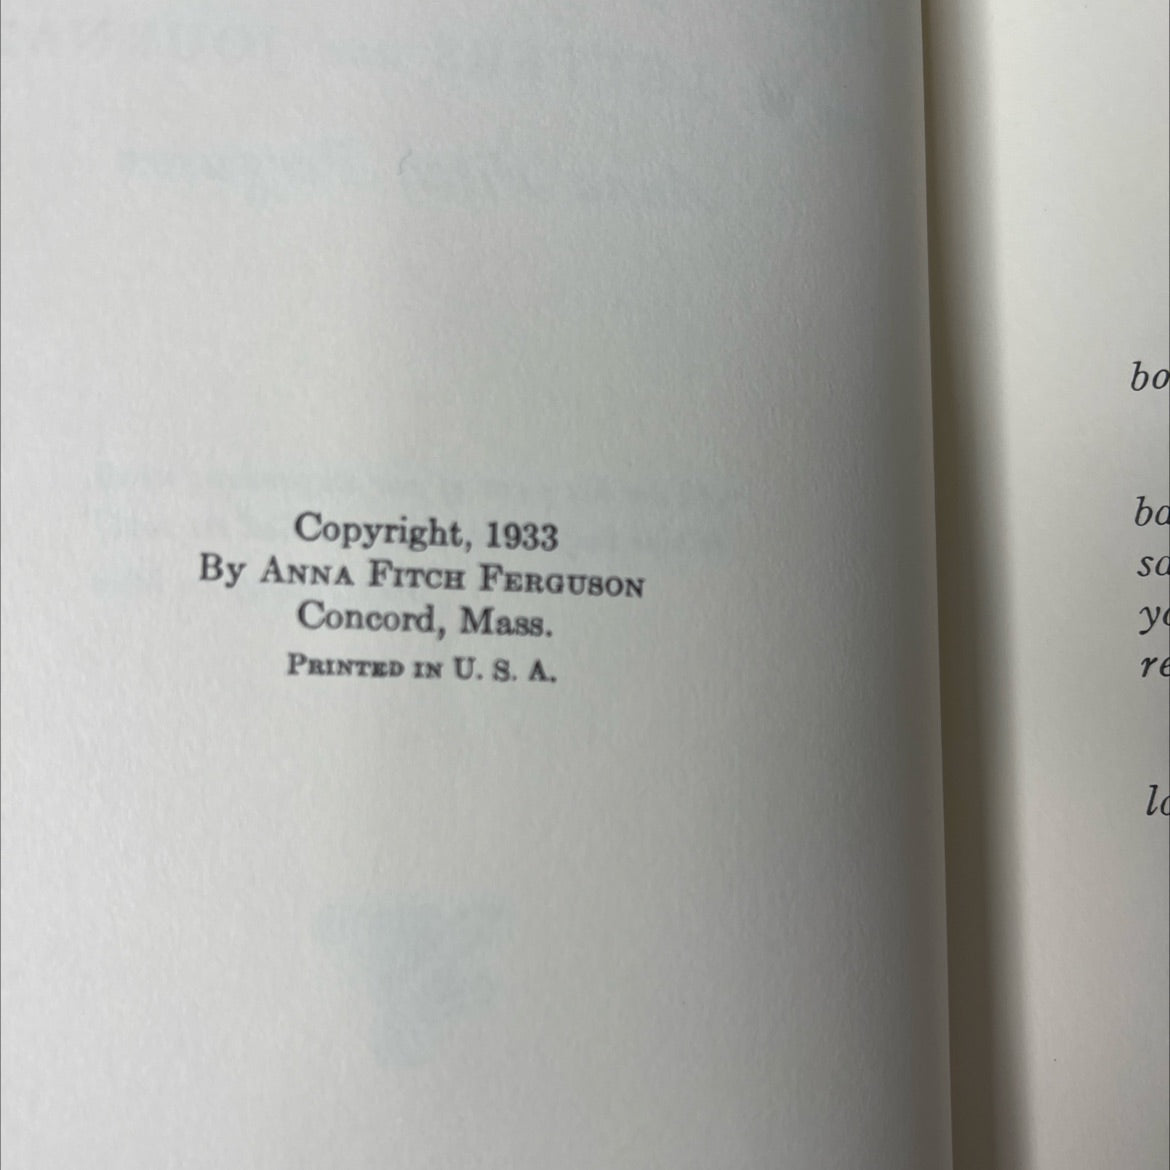 Copyright, 1933
By ANNA FITCH FERGUSON
Concord, Mass.
PRINTED IN U. S. A.